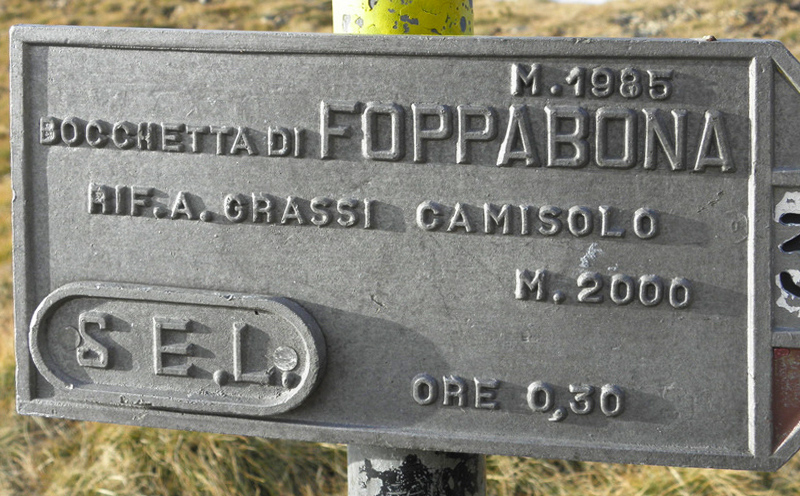 M. 1985
BOCCHETTA DI FOPPABONA
RIF. A. GRASSI CAMISOLO
M. 2000
S.E.L.
ORE 0,30